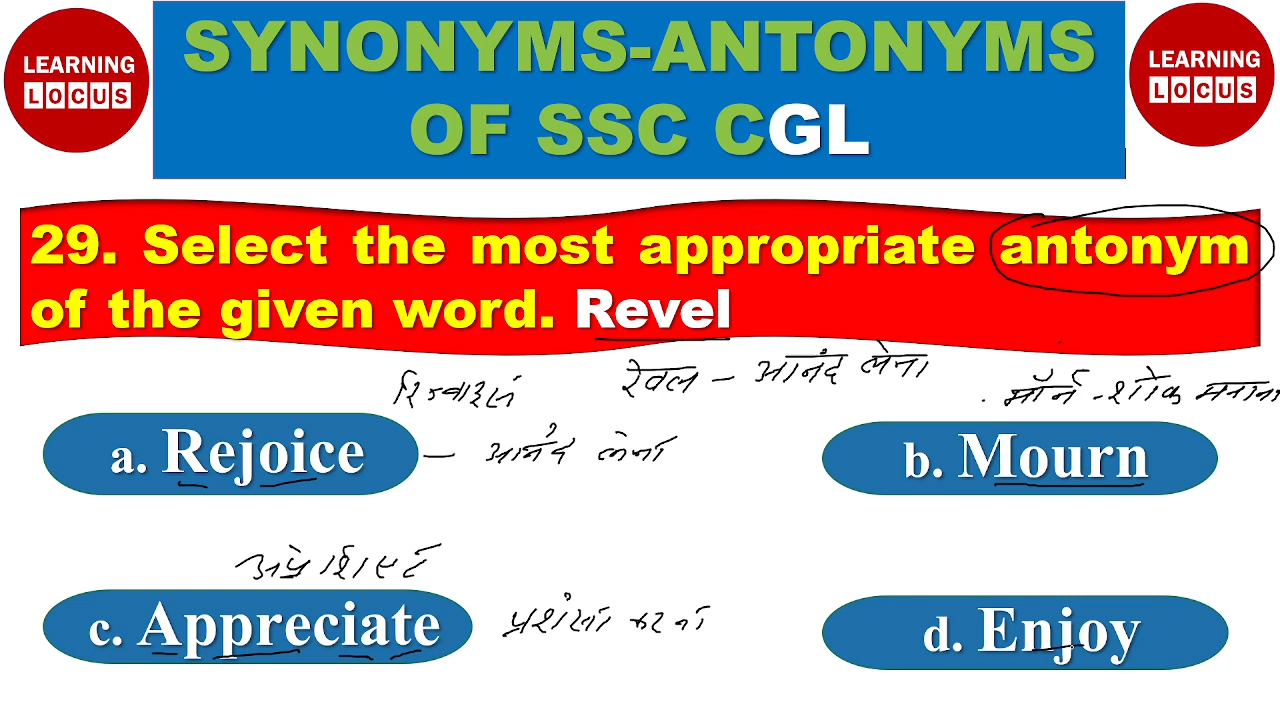 LEARNING
LOCUS
SYNONYMS-ANTONYMS
OF SSC CGL
LEARNING
LOCUS
29. Select the most appropriate antonym
of the given word. Revel
रेवल - आनंद लेना
मॉर्न - शोक मनाना
a. Rejoice - आनंद लेना
b. Mourn
c. Appreciate प्रशंसा करना
d. Enjoy